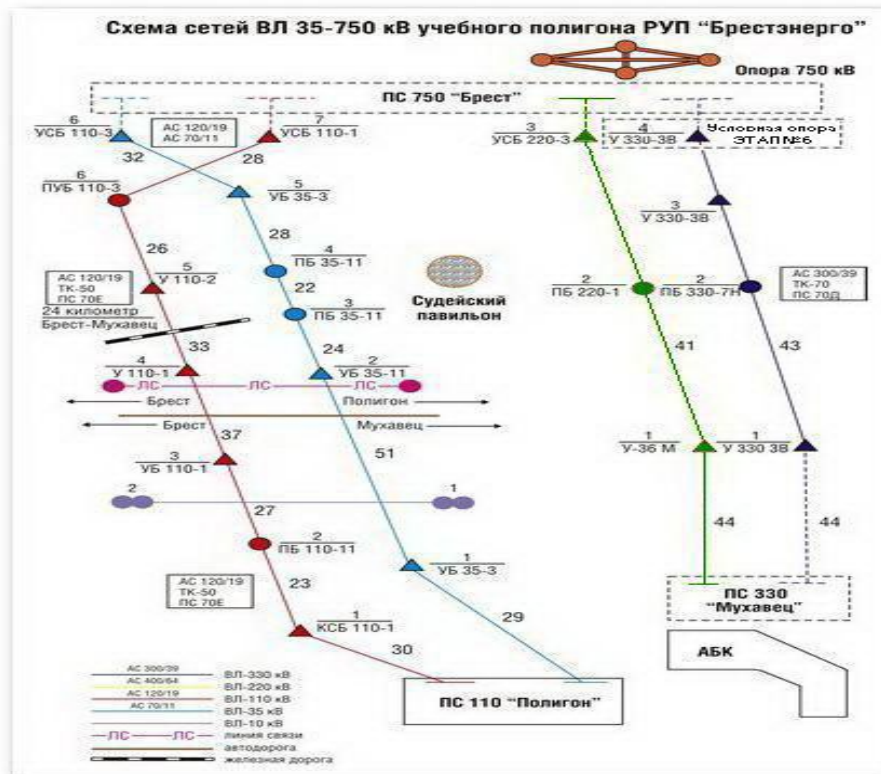 Схема сетей ВЛ 35-750 кВ учебного полигона РУП “Брестэнерго”
Опора 750 кВ
ПС 750 “Брест”
6
УСБ 110-3
АС 120/19
АС 70/11
7
УСБ 110-1
3
УСБ 220-3
4
У 330-3В
Условная опора
ЭТАП №6
32
28
6
ПУБ 110-3
5
УБ 35-3
3
У 330-3В
26
28
4
ПБ 35-11
АС 120/19
ТК-50
ПС 70Е
5
У 110-2
22
Судейский
павильон
2
ПБ 220-1
2
ПБ 330-7Н
АС 300/39
ТК-70
ПС 70Д
24 километр
Брест-Мухавец
3
ПБ 35-11
33
24
41
43
4
У 110-1
2
УБ 35-11
ЛС
ЛС
ЛС
Брест
Полигон
Брест
Мухавец
37
51
1
У-36 М
1
У 330 3В
3
УБ 110-1
2
1
27
44
44
2
ПБ 110-11
1
УБ 35-3
АС 120/19
ТК-50
ПС 70Е
23
29
ПС 330
“Мухавец”
1
КСБ 110-1
30
АБК
ПС 110 “Полигон”
АС 300/39
ВЛ-330 кВ
АС 400/64
ВЛ-220 кВ
АС 120/19
ВЛ-110 кВ
АС 70/11
ВЛ-35 кВ
ВЛ-10 кВ
ЛС
ЛС
линия связи
автодорога
железная дорога